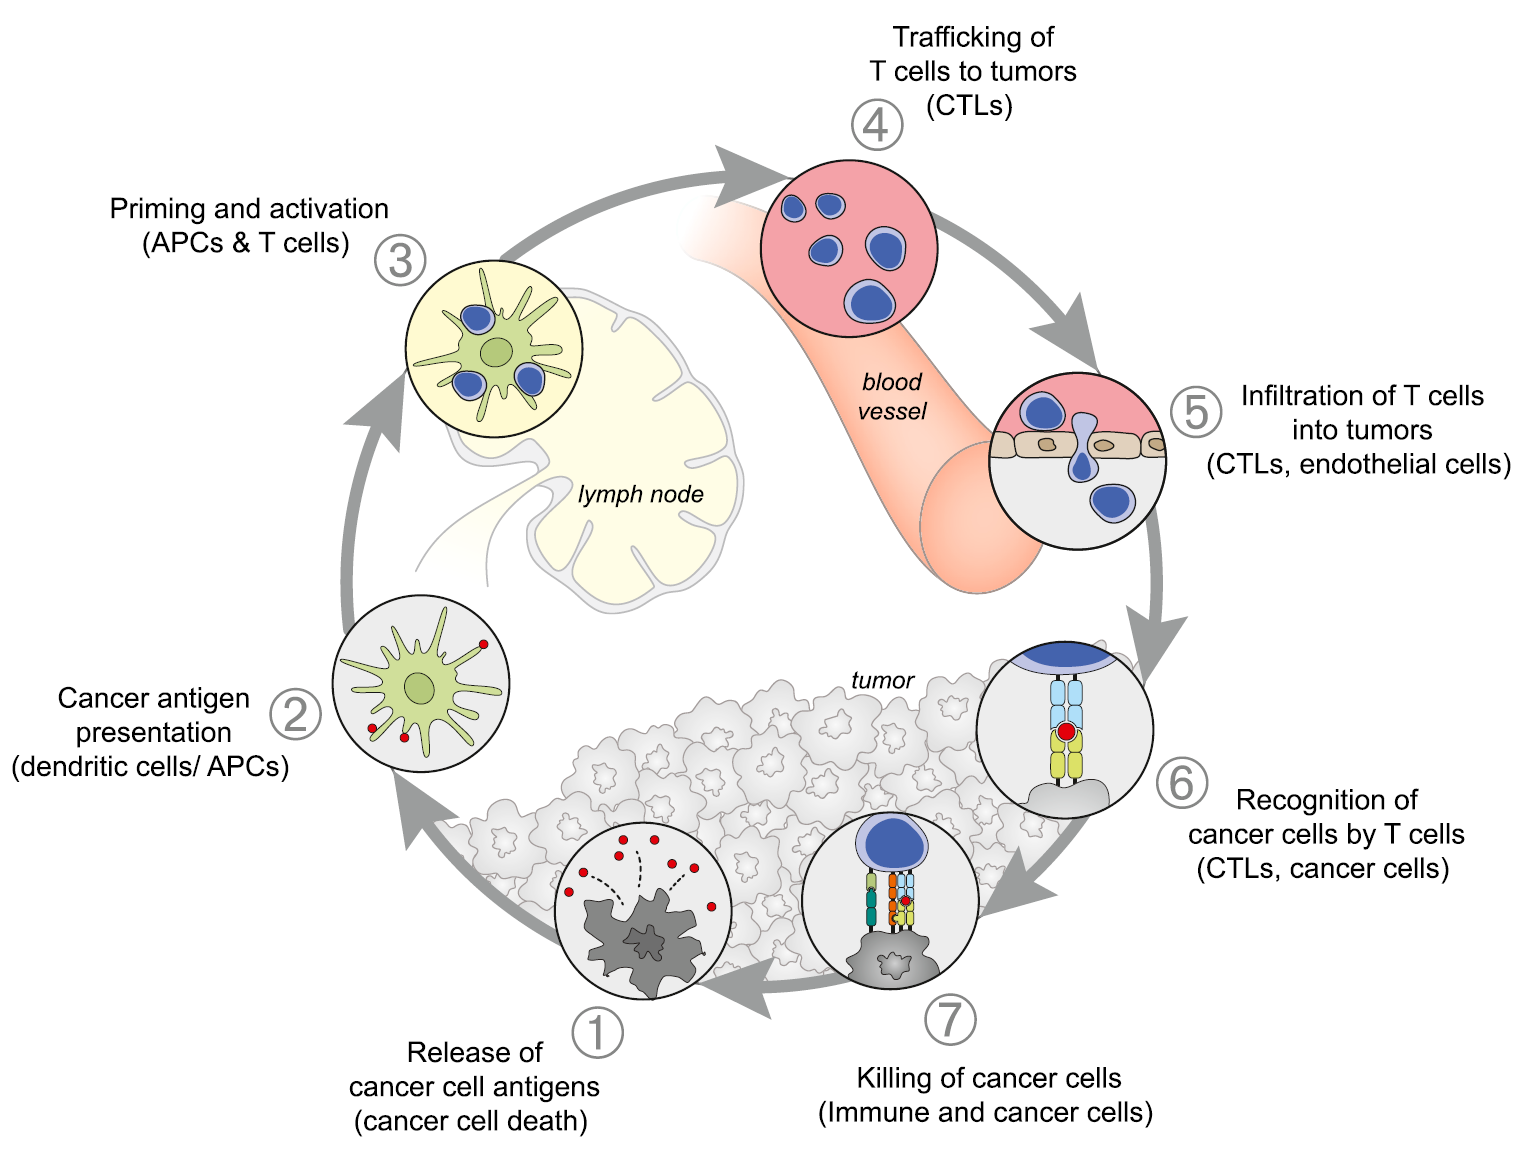 Trafficking of
T cells to tumors
(CTLs)
4
Priming and activation
(APCs & T cells)
3
blood
vessel
5
Infiltration of T cells
into tumors
(CTLs, endothelial cells)
lymph node
Cancer antigen
presentation
(dendritic cells/ APCs)
2
tumor
6
Recognition of
cancer cells by T cells
(CTLs, cancer cells)
1
Release of
cancer cell antigens
(cancer cell death)
7
Killing of cancer cells
(Immune and cancer cells)